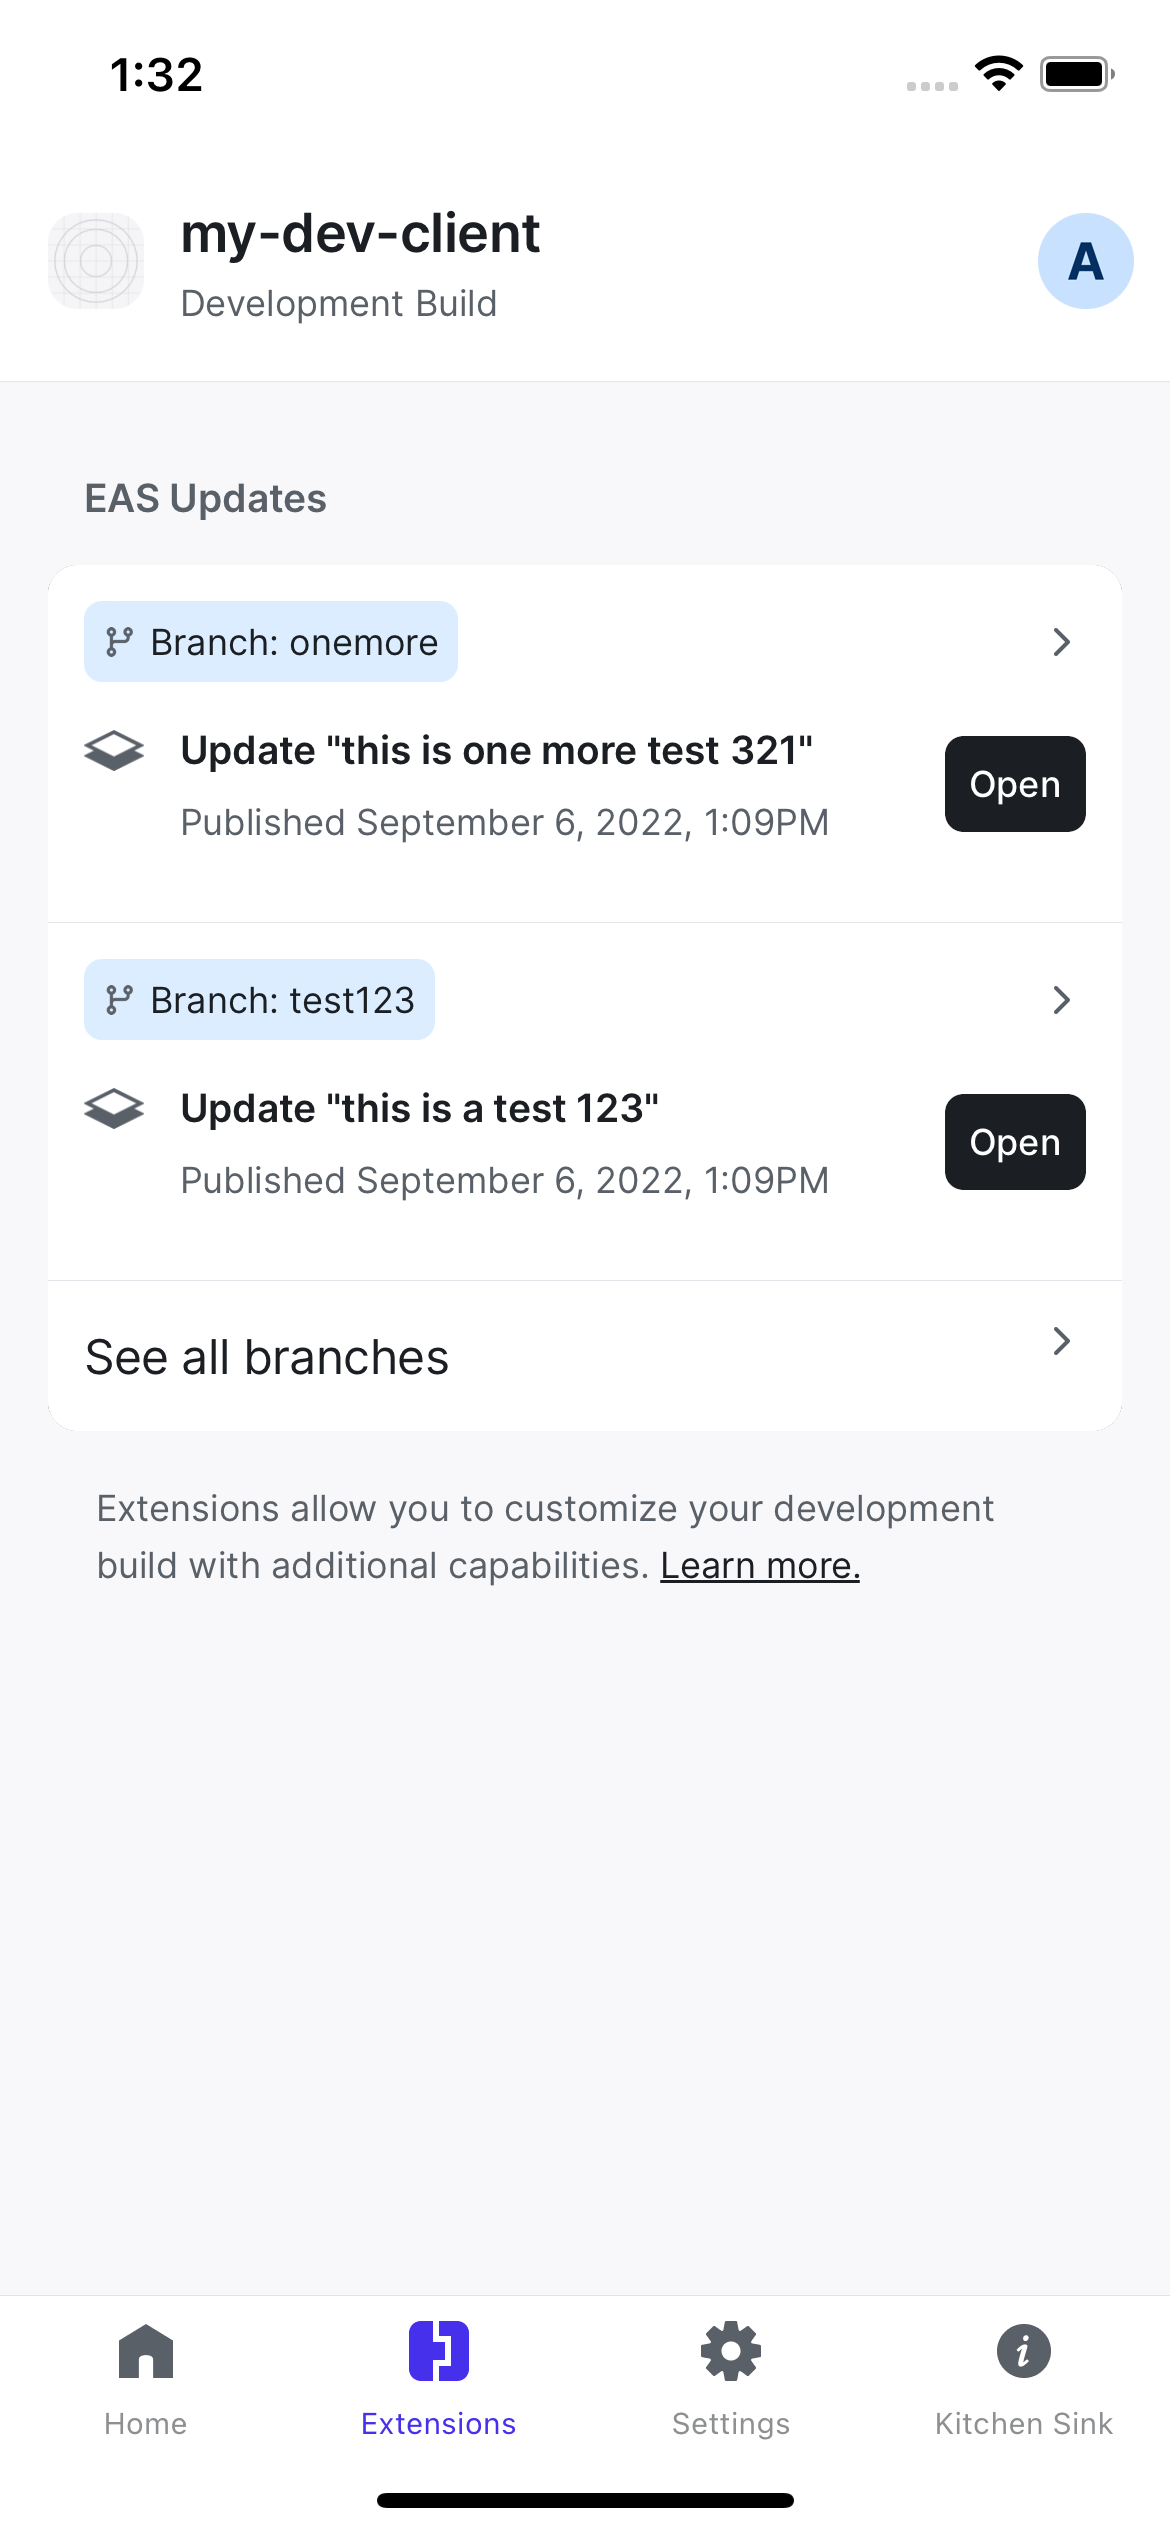 1:32
my-dev-client
Development Build
A
EAS Updates
Branch: onemore
Update "this is one more test 321"
Published September 6, 2022, 1:09PM
Open
Branch: test123
Update "this is a test 123"
Published September 6, 2022, 1:09PM
Open
See all branches
Extensions allow you to customize your development
build with additional capabilities. Learn more.
Home
Extensions
Settings
Kitchen Sink